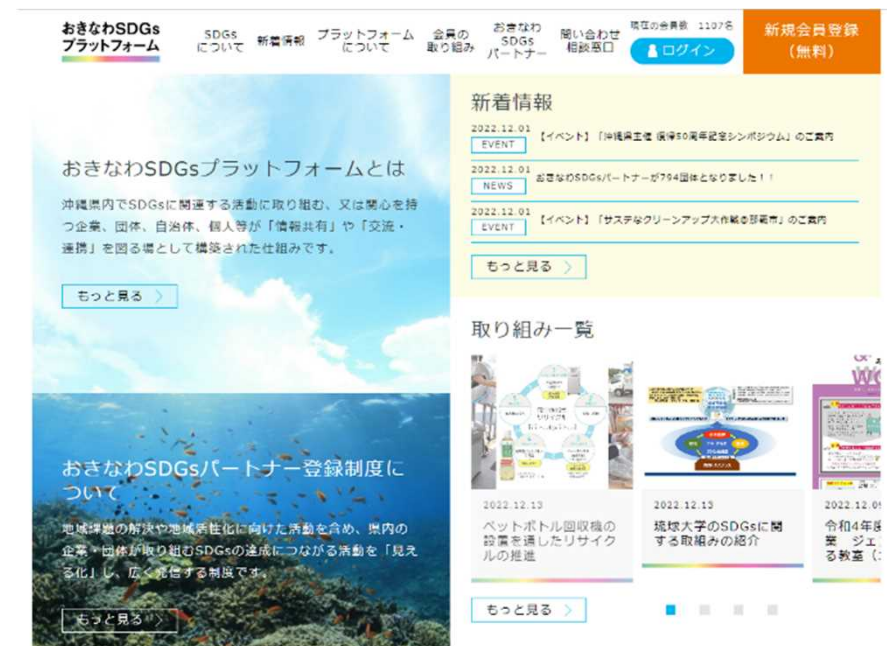 おきなわSDGs
プラットフォーム
SDGs
について
新着情報
プラットフォーム
について
会員の
取り組み
おきなわ
SDGs
パートナー
問い合わせ
相談窓口
現在の会員数 1107名
ログイン
新規会員登録
(無料)
おきなわSDGsプラットフォームとは
沖縄県内でSDGsに関連する活動に取り組む、又は関心を持
つ企業、団体、自治体、個人等が「情報共有」や「交流・
連携」を図る場として構築された仕組みです。
もっと見る
おきなわSDGsパートナー登録制度に
ついて
地域課題の解決や地域活性化に向けた活動を含め、県内の
企業・団体が取り組むSDGsの達成につながる活動を「見え
る化」し、広く発信する制度です。
もっと見る
新着情報
2022.12.01
EVENT
【イベント】「沖縄県主催 復帰50周年記念シンポジウム」のご案内
2022.12.01
NEWS
おきなわSDGsパートナーが794団体となりました!!
2022.12.01
EVENT
【イベント】「サステなクリーンアップ大作戦@那覇市」のご案内
もっと見る
取り組み一覧
2022.12.13
ペットボトル回収機の
設置を通したリサイク
ルの推進
2022.12.13
琉球大学のSDGsに関
する取組みの紹介
2022.12.09
令和4年度
業 ジェ
る教室(
もっと見る